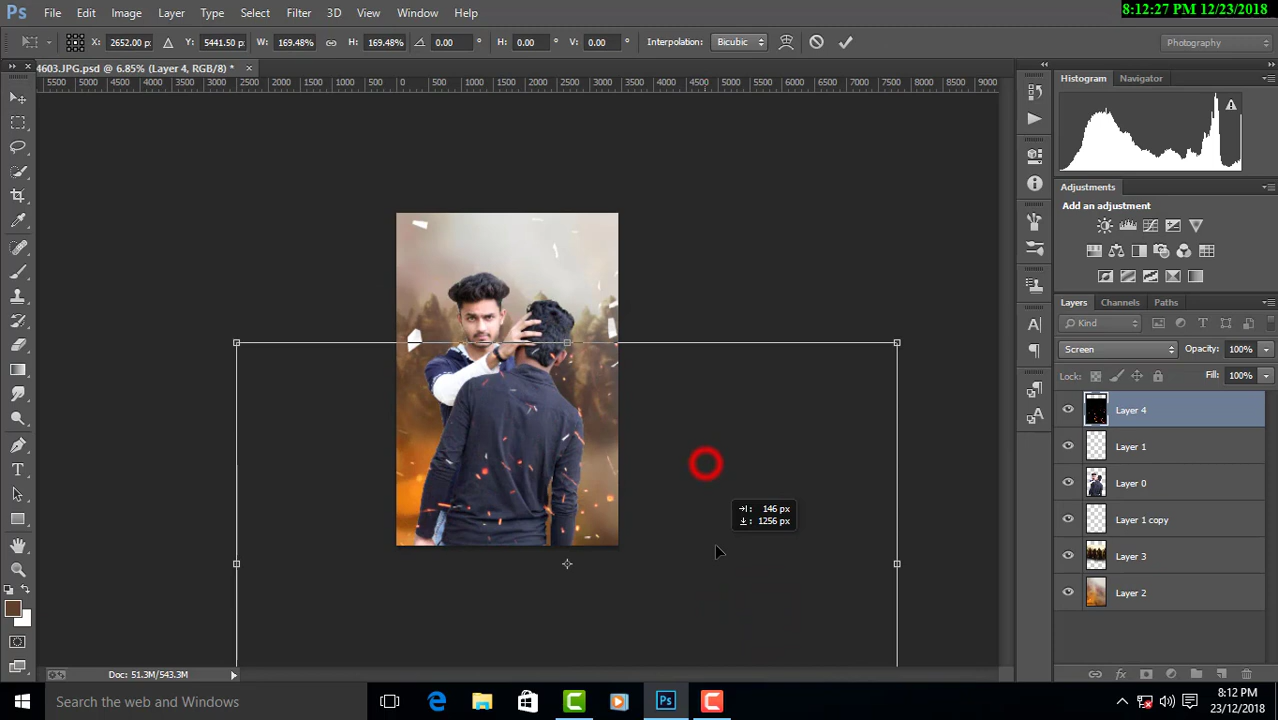 8:12:27 PM 12/23/2018
Ps File Edit Image Layer Type Select Filter 3D View Window Help
X: 2652.00 px Y: 5441.50 px W: 169.48% H: 169.48% 0.00 ° H: 0.00 ° V: 0.00 ° Interpolation: Bicubic Photography
4603.JPG.psd @ 6.85% (Layer 4, RGB/8) * ×
5500 5000 4500 4000 3500 3000 2500 2000 1500 1000 500 0 500 1000 1500 2000 2500 3000 3500 4000 4500 5000 5500 6000 6500 7000 7500 8000 8500 9000
Histogram Navigator
Adjustments
Add an adjustment
Layers Channels Paths
Kind
Screen Opacity: 100%
Lock: Fill: 100%
Layer 4
Layer 1
Layer 0
Layer 1 copy
Layer 3
Layer 2
146 px
1256 px
Doc: 51.3M/543.3M
Search the web and Windows
Ps
8:12 PM
23/12/2018